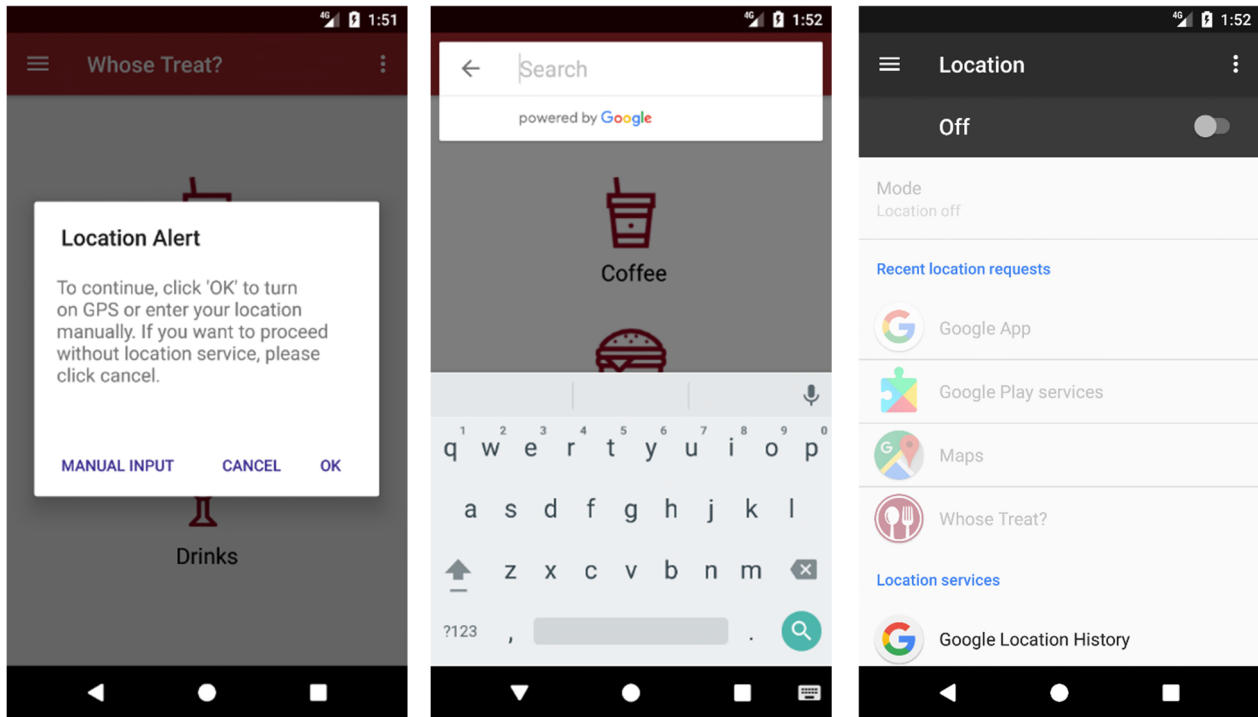 4G 1:51
Whose Treat?
Location Alert
To continue, click 'OK' to turn
on GPS or enter your location
manually. If you want to proceed
without location service, please
click cancel.
MANUAL INPUT CANCEL OK
Drinks
4G 1:52
Search
powered by Google
Coffee
1 2 3 4 5 6 7 8 9 0
q w e r t y u i o p
a s d f g h j k l
z x c v b n m
?123 , .
4G 1:52
Location
Off
Mode
Location off
Recent location requests
G Google App
Google Play services
G Maps
Whose Treat?
Location services
G Google Location History